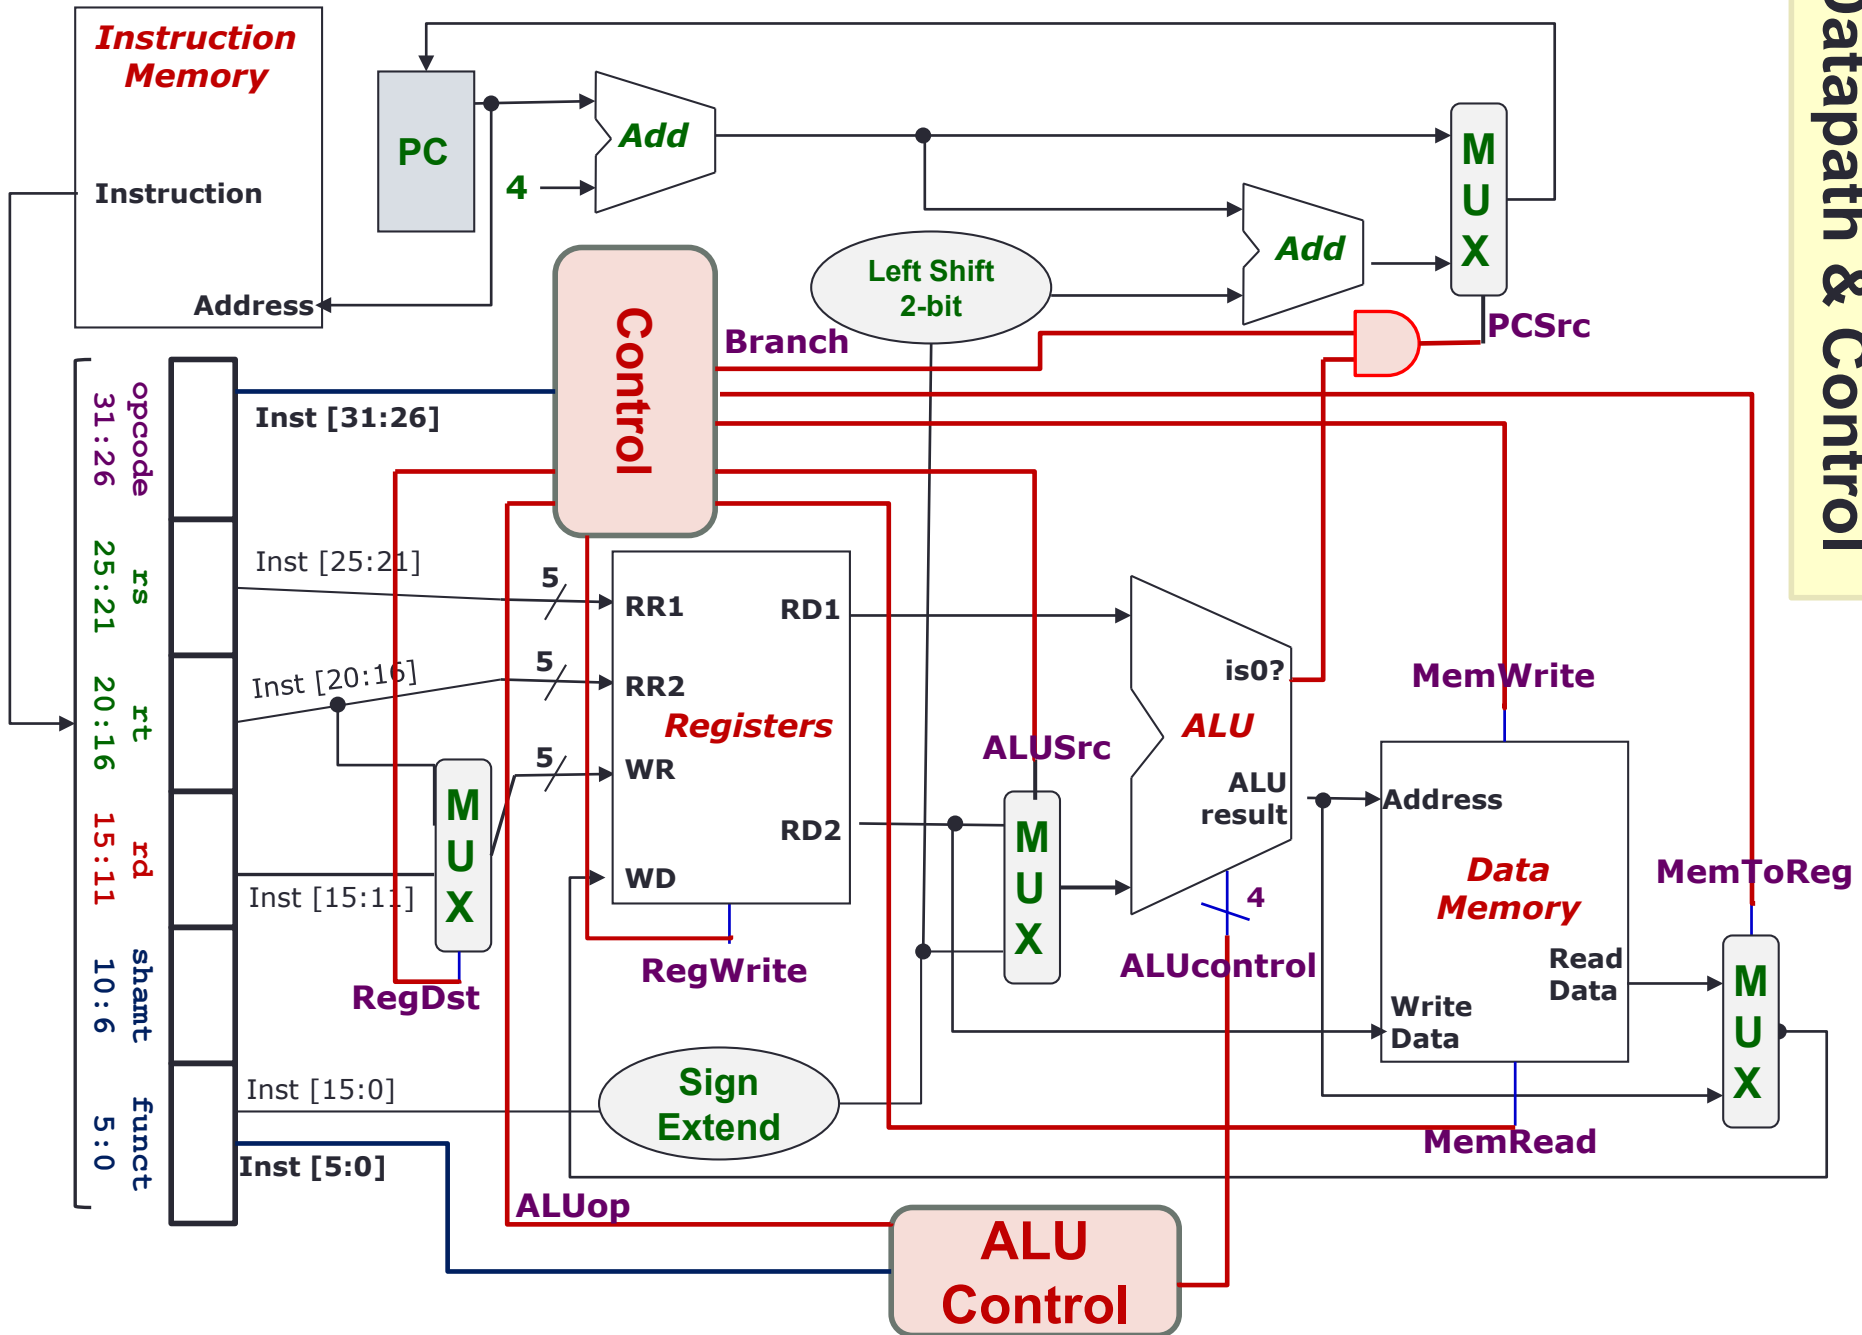 Instruction
Memory
Instruction
Address
PC
4
Add
Add
M
U
X
Left Shift
2-bit
Control
Branch
PCSrc
Datapath & Control
opcode
31:26
rs
25:21
rt
20:16
rd
15:11
shamt
10:6
funct
5:0
Inst [31:26]
Inst [25:21]
Inst [20:16]
Inst [15:11]
Inst [15:0]
Inst [5:0]
5
5
5
M
U
X
RegDst
RR1
RR2
WR
WD
RD1
RD2
Registers
RegWrite
Sign
Extend
ALUSrc
M
U
X
is0?
ALU
ALU
result
4
ALUcontrol
MemWrite
Address
Data
Memory
Read
Data
Write
Data
MemRead
MemToReg
M
U
X
ALUop
ALU
Control